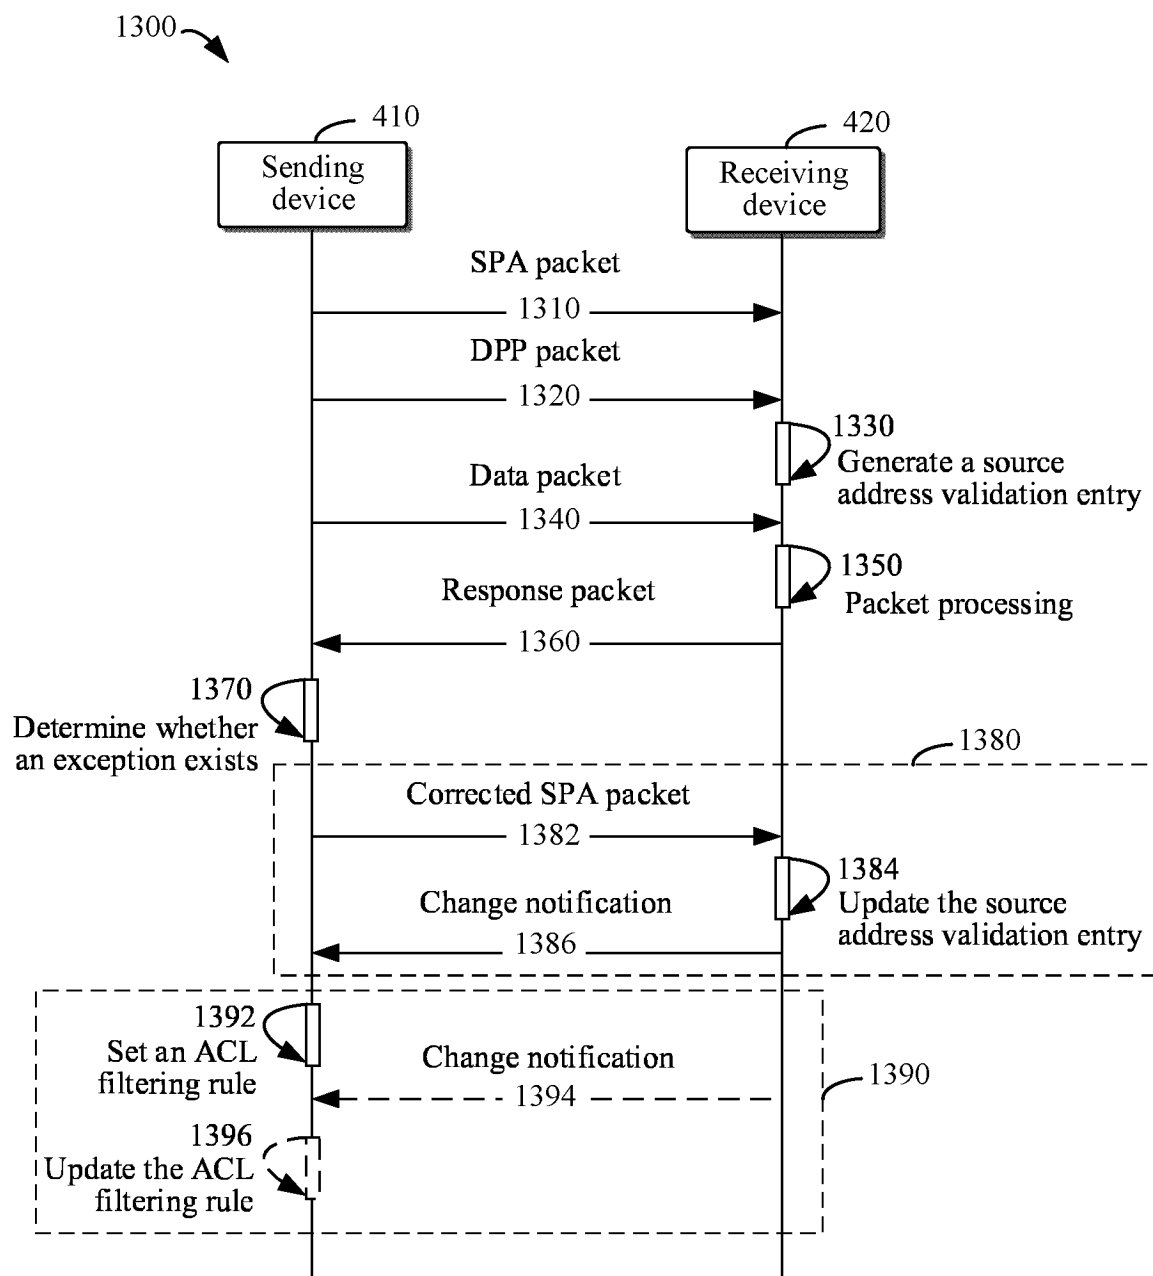 1300
410
420
Sending
device
Receiving
device
SPA packet
1310
DPP packet
1320
1330
Generate a source
address validation entry
Data packet
1340
1350
Packet processing
Response packet
1360
1370
Determine whether
an exception exists
1380
Corrected SPA packet
1382
1384
Update the source
address validation entry
Change notification
1386
1392
Set an ACL
filtering rule
Change notification
1394
1390
1396
Update the ACL
filtering rule